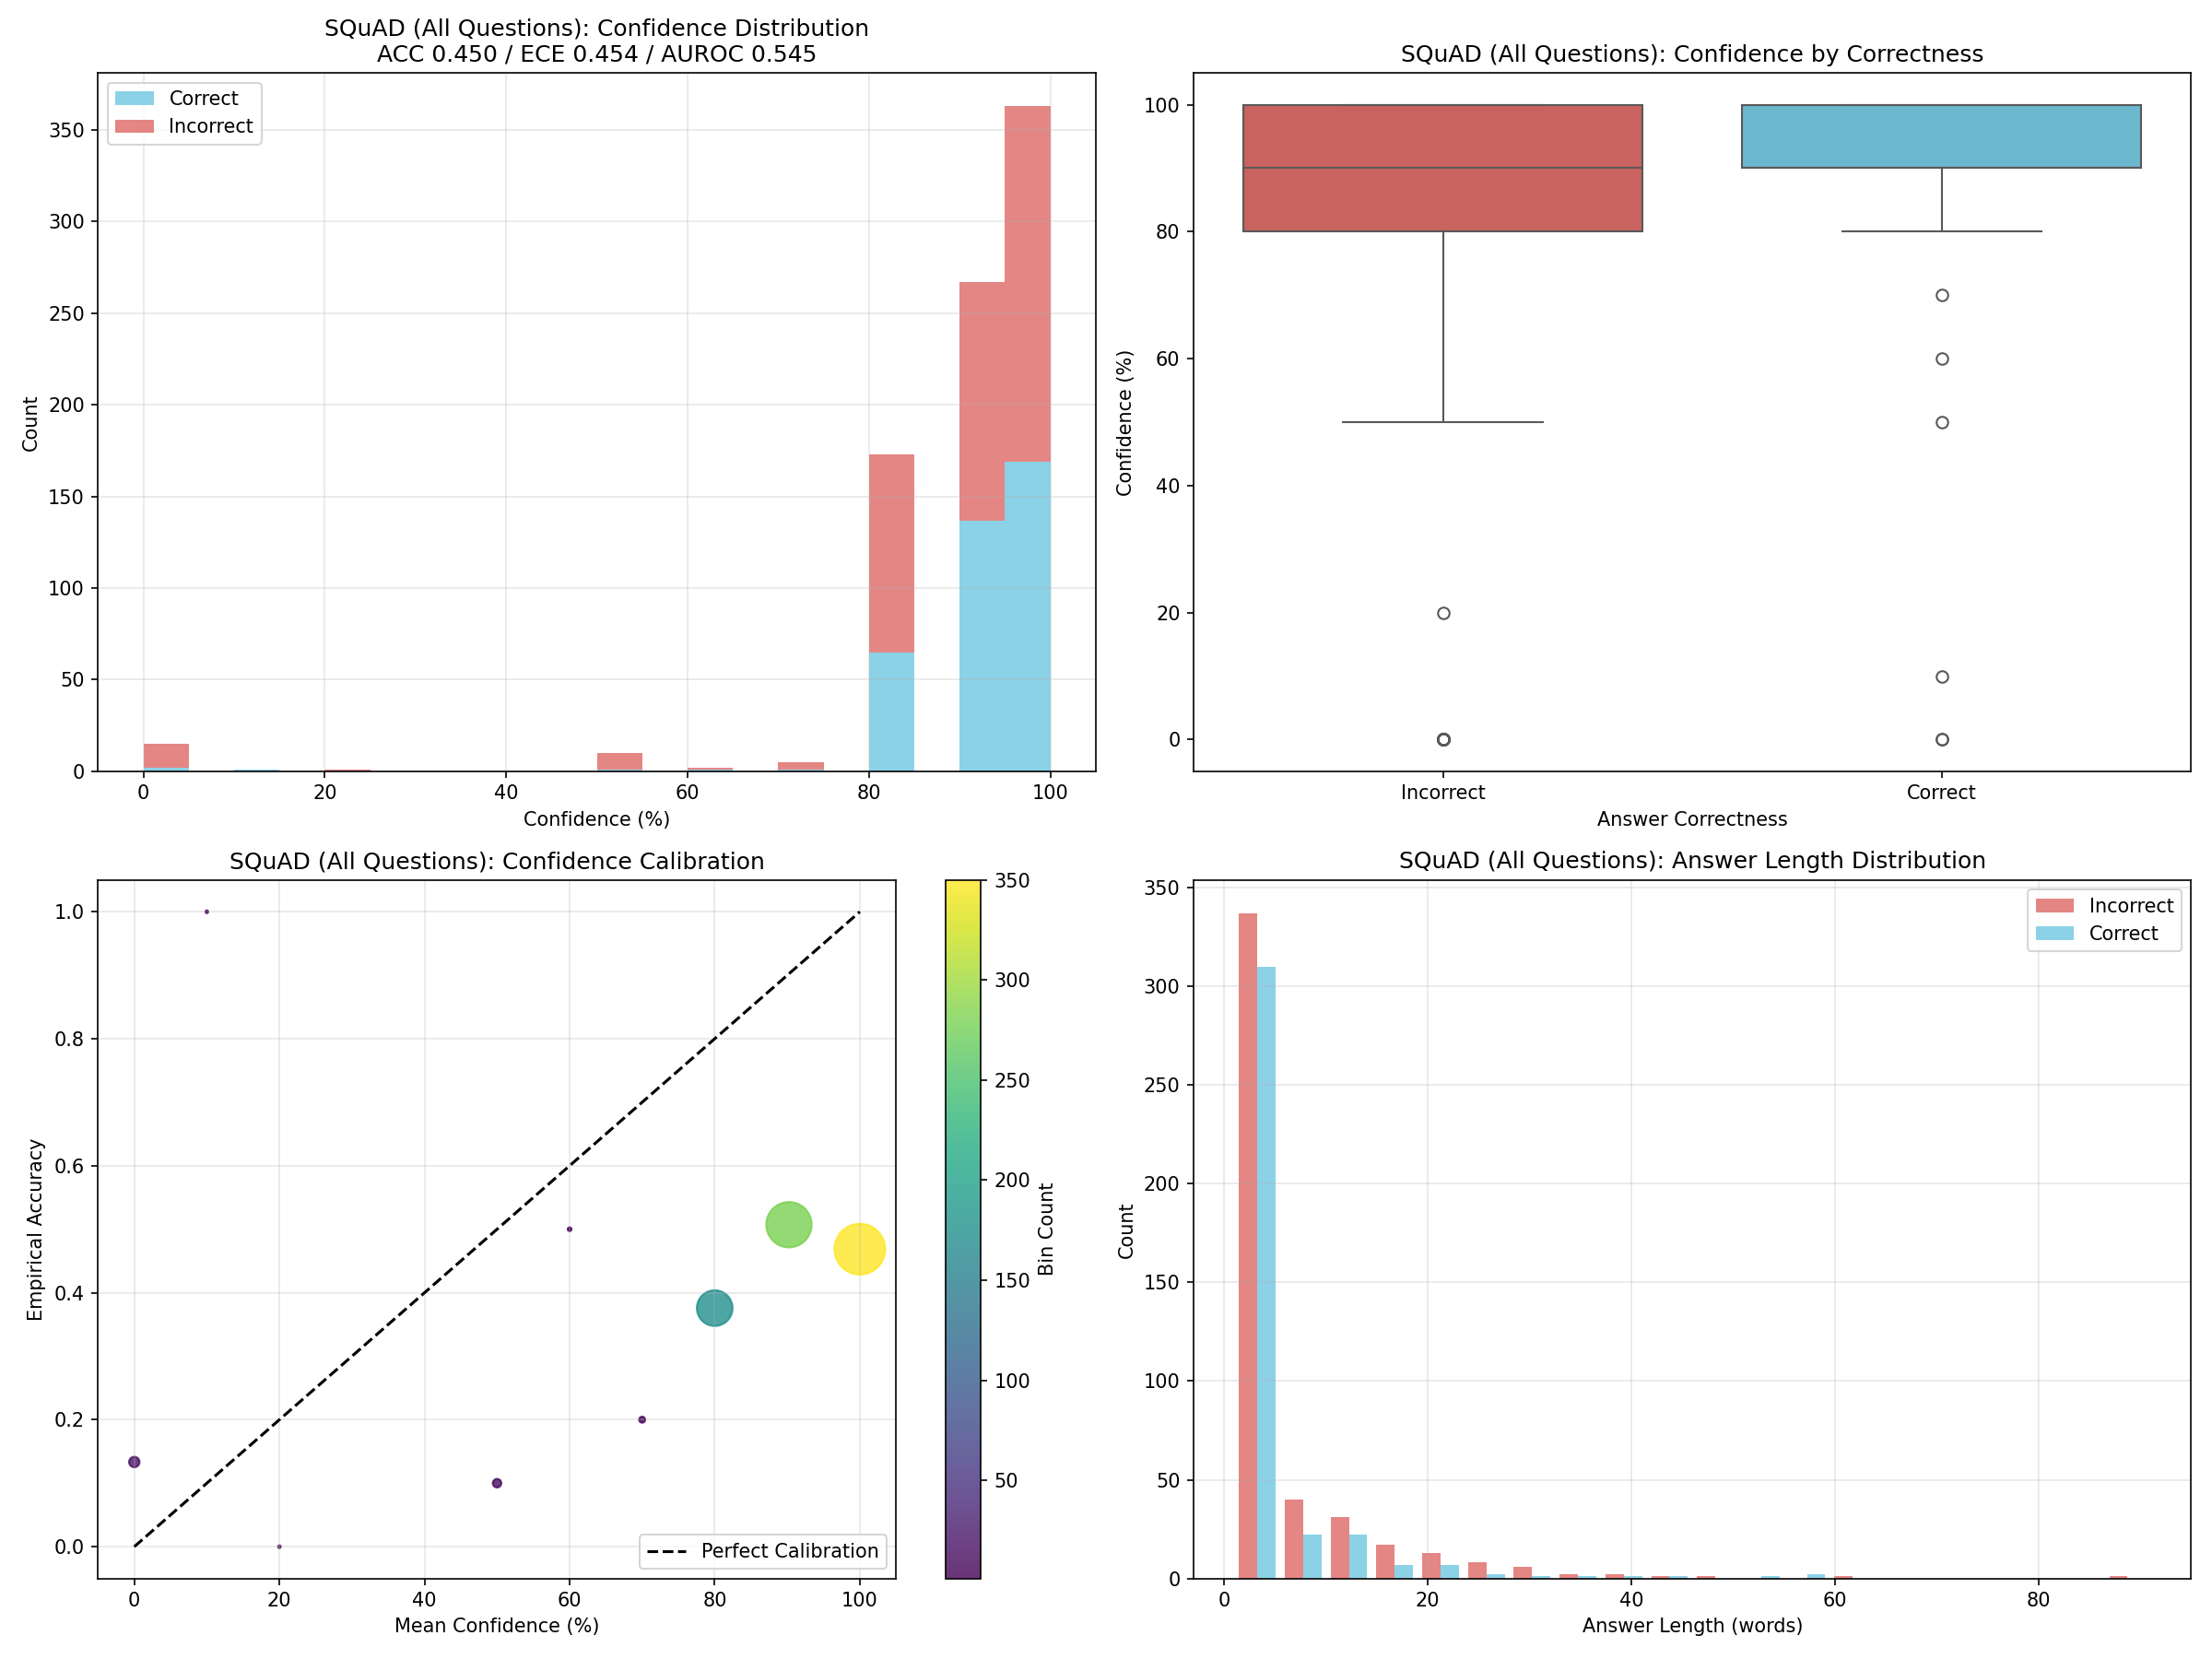 SQuAD (All Questions): Confidence Distribution
ACC 0.450 / ECE 0.454 / AUROC 0.545
Correct
Incorrect
350
300
250
200
150
100
50
0
Count
0 20 40 60 80 100
Confidence (%)
SQuAD (All Questions): Confidence by Correctness
100
80
60
40
20
0
Confidence (%)
Incorrect Correct
Answer Correctness
SQuAD (All Questions): Confidence Calibration
1.0
0.8
0.6
0.4
0.2
0.0
Empirical Accuracy
Perfect Calibration
0 20 40 60 80 100
Mean Confidence (%)
350
300
250
200
150
100
50
Bin Count
SQuAD (All Questions): Answer Length Distribution
Incorrect
Correct
350
300
250
200
150
100
50
0
Count
0 20 40 60 80
Answer Length (words)